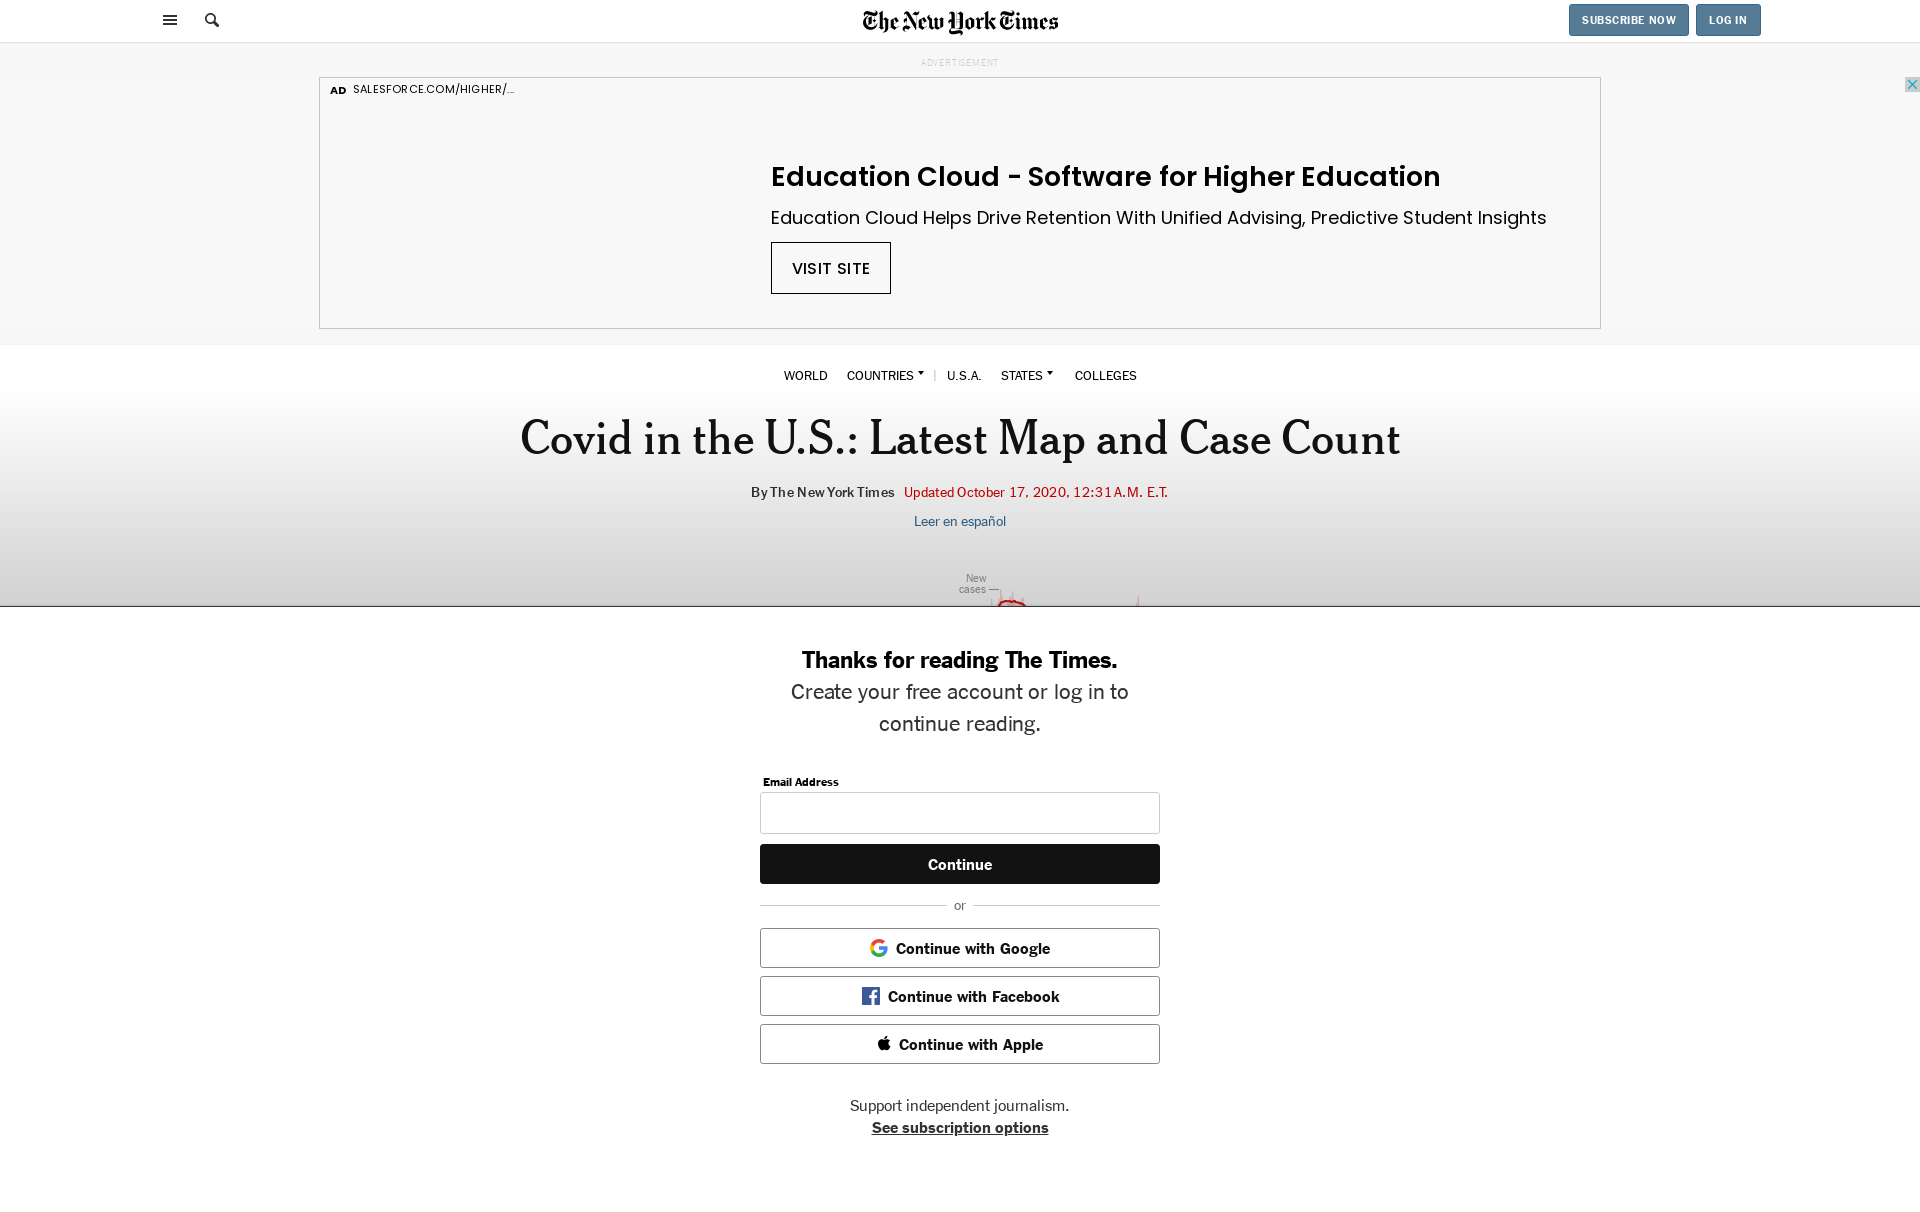 The New York Times
SUBSCRIBE NOW
LOG IN
ADVERTISEMENT
AD SALESFORCE.COM/HIGHER/...
Education Cloud - Software for Higher Education
Education Cloud Helps Drive Retention With Unified Advising, Predictive Student Insights
VISIT SITE
WORLD COUNTRIES | U.S.A. STATES COLLEGES
Covid in the U.S.: Latest Map and Case Count
By The New York Times Updated October 17, 2020, 12:31 A.M. E.T.
Leer en español
New
cases
Thanks for reading The Times.
Create your free account or log in to
continue reading.
Email Address
Continue
or
Continue with Google
Continue with Facebook
Continue with Apple
Support independent journalism.
See subscription options